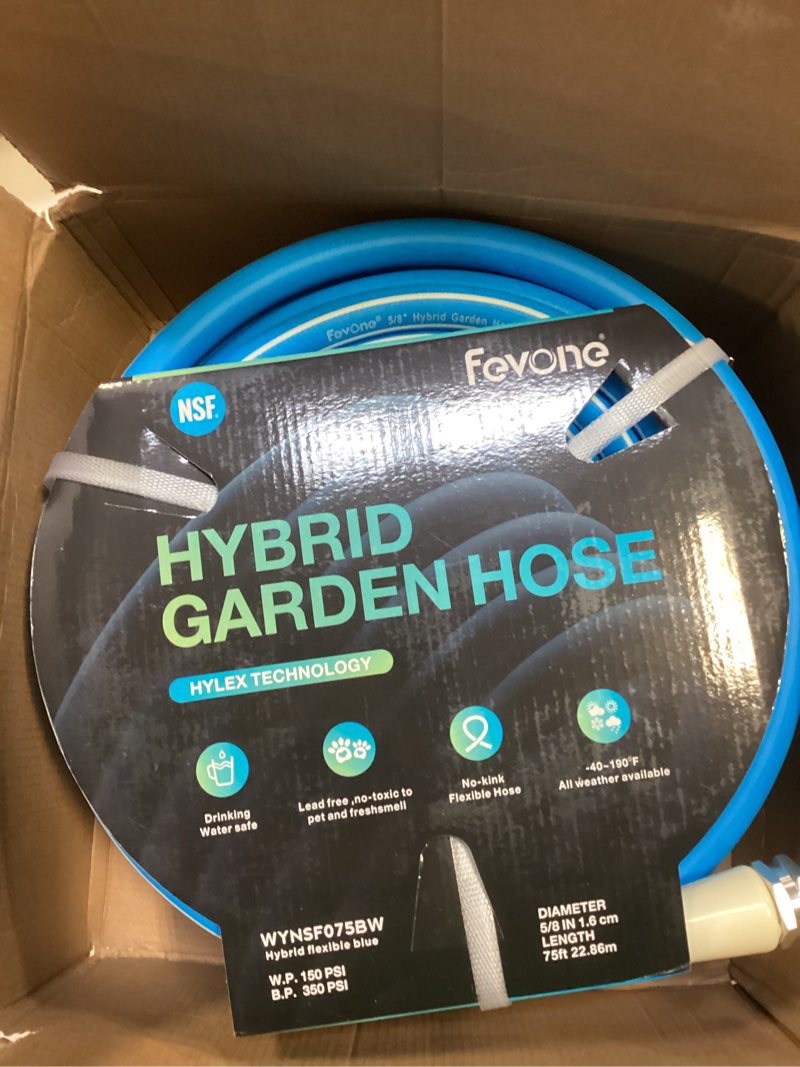 FevOne® 5/8" Hybrid Garden
Fevone®
NSF®
HYBRID
GARDEN HOSE
HYLEX TECHNOLOGY
Drinking
Water safe
Lead free ,no-toxic to
pet and freshsmell
No-kink
Flexible Hose
-40~190°F
All weather available
WYNSF075BW
Hybrid flexible blue
W.P. 150 PSI
B.P. 350 PSI
DIAMETER
5/8 IN 1.6 cm
LENGTH
75ft 22.86m